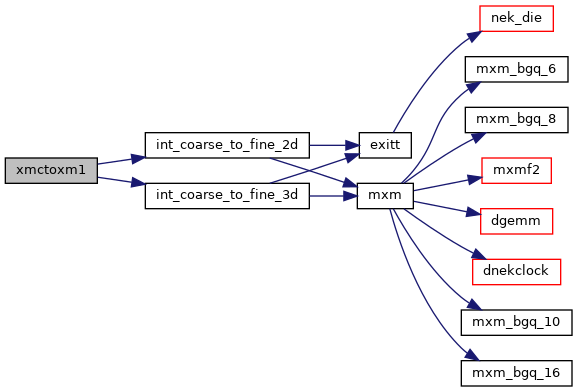 xmctoxm1
int_coarse_to_fine_2d
int_coarse_to_fine_3d
exitt
mxm
nek_die
mxm_bgq_6
mxm_bgq_8
mxmf2
dgemm
dnekclock
mxm_bgq_10
mxm_bgq_16